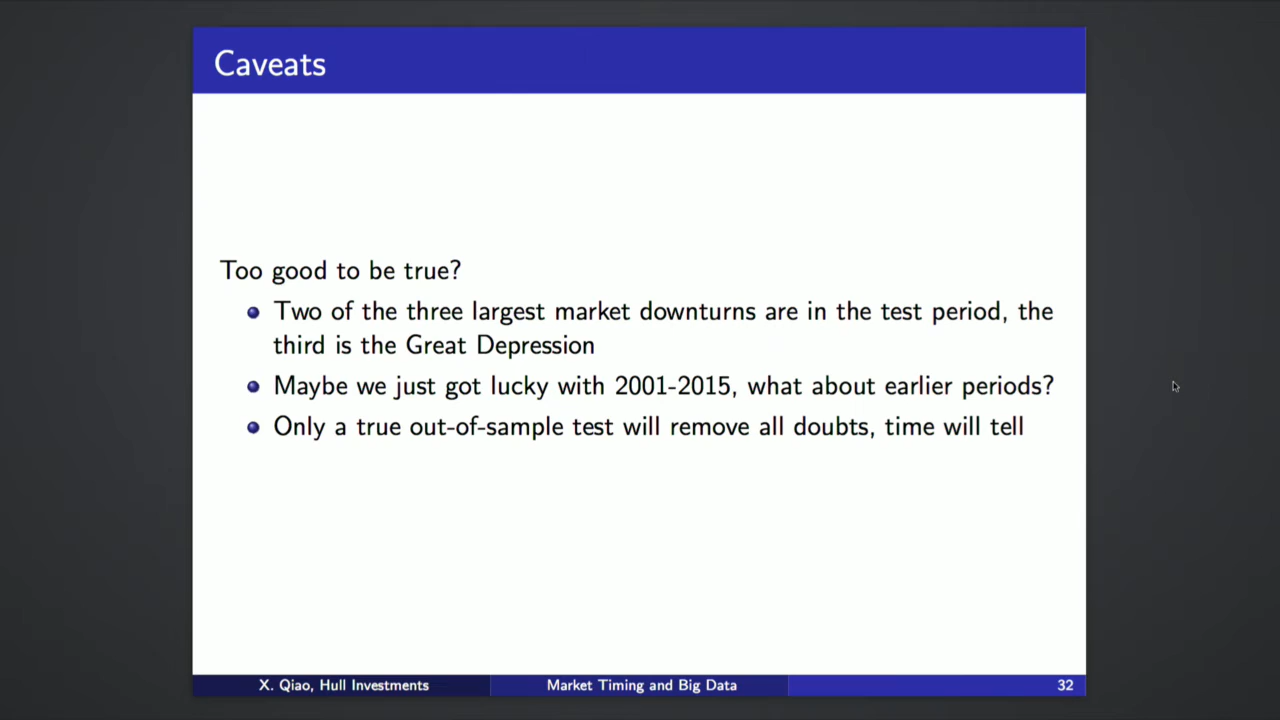 Caveats
Too good to be true?
Two of the three largest market downturns are in the test period, the
third is the Great Depression
Maybe we just got lucky with 2001-2015, what about earlier periods?
Only a true out-of-sample test will remove all doubts, time will tell
X. Qiao, Hull Investments
Market Timing and Big Data
32